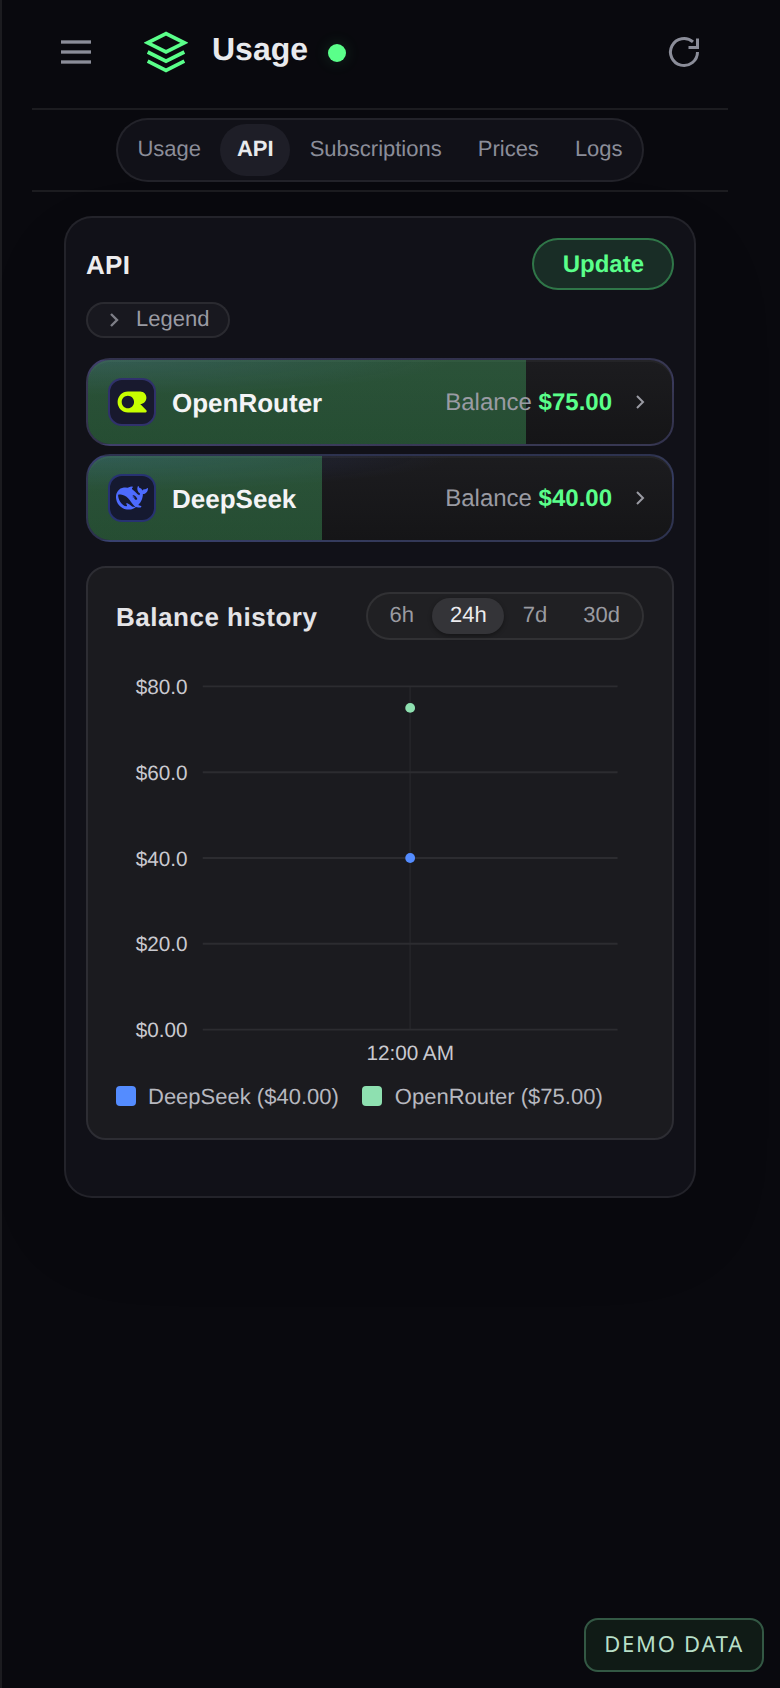 Usage
Usage API Subscriptions Prices Logs
API
Update
Legend
OpenRouter Balance $75.00
DeepSeek Balance $40.00
Balance history
6h 24h 7d 30d
$80.0
$60.0
$40.0
$20.0
$0.00
12:00 AM
DeepSeek ($40.00) OpenRouter ($75.00)
DEMO DATA